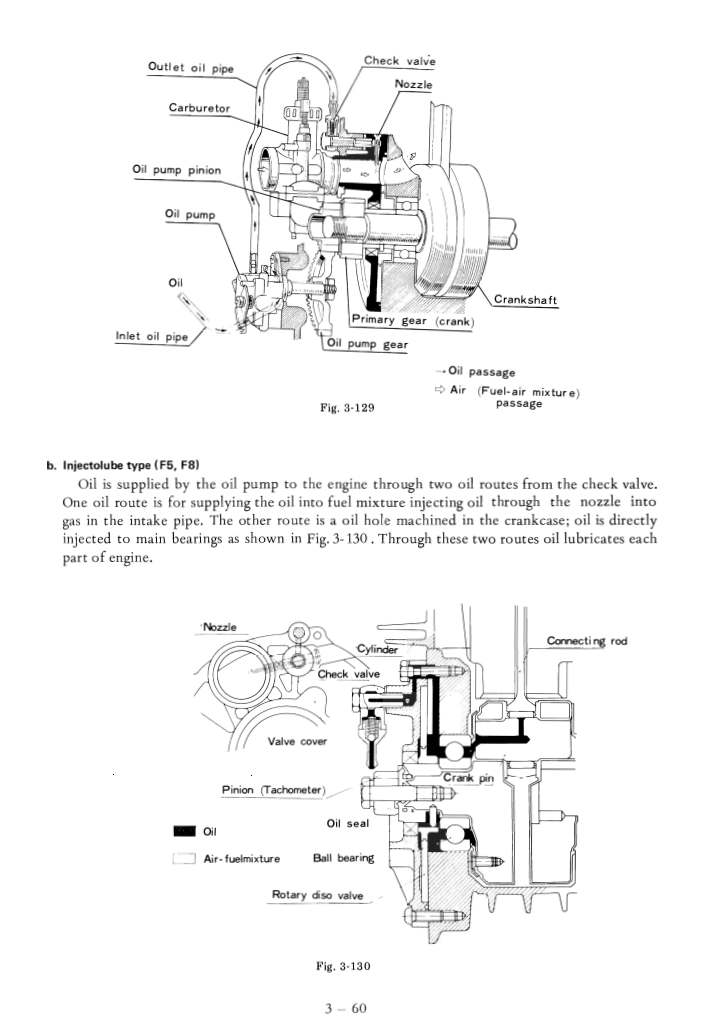 Outlet oil pipe
Check valve
Nozzle
Carburetor
Oil pump pinion
Oil pump
Oil
Crankshaft
Primary gear (crank)
Inlet oil pipe
Oil pump gear
Oil passage
Air (Fuel-air mixture)
passage
Fig. 3-129
b. Injectolube type (F5, F8)
Oil is supplied by the oil pump to the engine through two oil routes from the check valve.
One oil route is for supplying the oil into fuel mixture injecting oil through the nozzle into
gas in the intake pipe. The other route is a oil hole machined in the crankcase; oil is directly
injected to main bearings as shown in Fig. 3-130 . Through these two routes oil lubricates each
part of engine.
Nozzle
Connecting rod
Cylinder
Check valve
Valve cover
Crank pin
Pinion (Tachometer)
Oil seal
Oil
Air-fuelmixture
Ball bearing
Rotary diso valve
Fig. 3-130
3 – 60